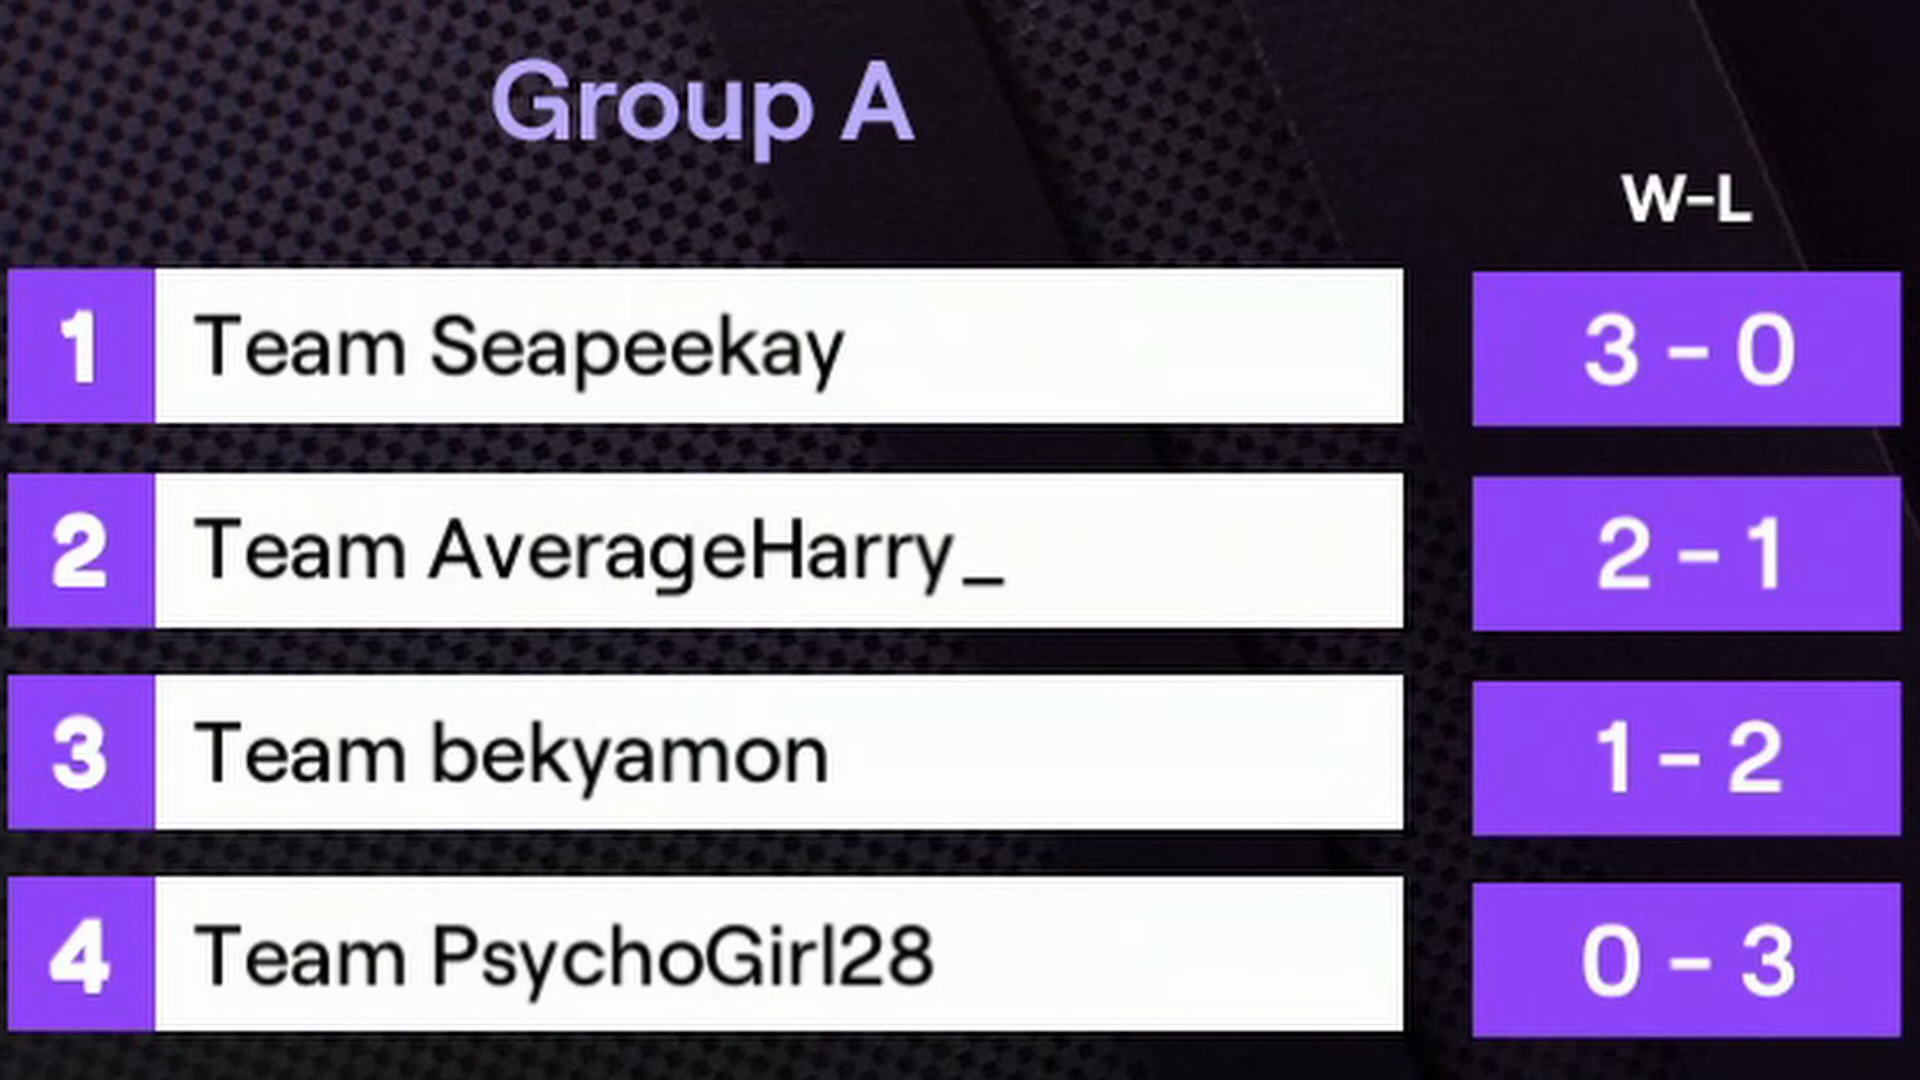 Group A
W-L
1 Team Seapeekay 3 - 0
2 Team AverageHarry_ 2 - 1
3 Team bekyamon 1 - 2
4 Team PsychoGirl28 0 - 3